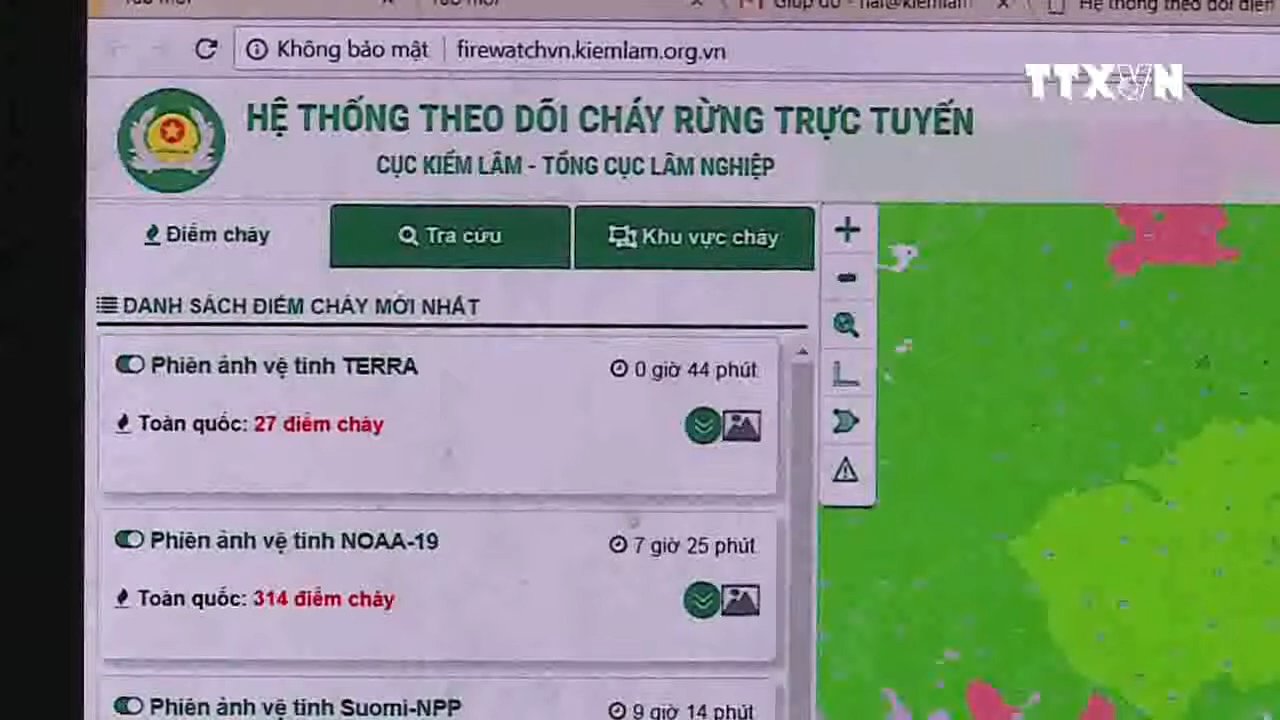 Không bảo mật firewatchvn.kiemlam.org.vn
TTXVN
HỆ THỐNG THEO DÕI CHÁY RỪNG TRỰC TUYẾN
CỤC KIỂM LÂM - TỔNG CỤC LÂM NGHIỆP
Điểm cháy Tra cứu Khu vực cháy
DANH SÁCH ĐIỂM CHÁY MỚI NHẤT
Phiên ảnh vệ tinh TERRA 0 giờ 44 phút
Toàn quốc: 27 điểm cháy
Phiên ảnh vệ tinh NOAA-19 7 giờ 25 phút
Toàn quốc: 314 điểm cháy
Phiên ảnh vệ tinh Suomi-NPP 9 giờ 14 phút